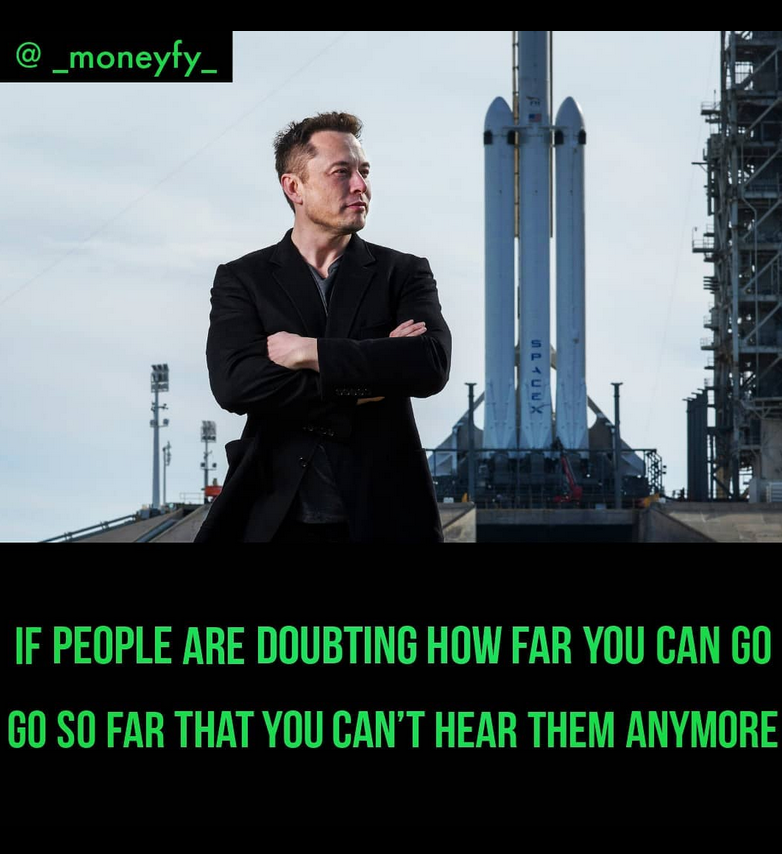 @ _moneyfy_
SPACEX
IF PEOPLE ARE DOUBTING HOW FAR YOU CAN GO
GO SO FAR THAT YOU CAN'T HEAR THEM ANYMORE